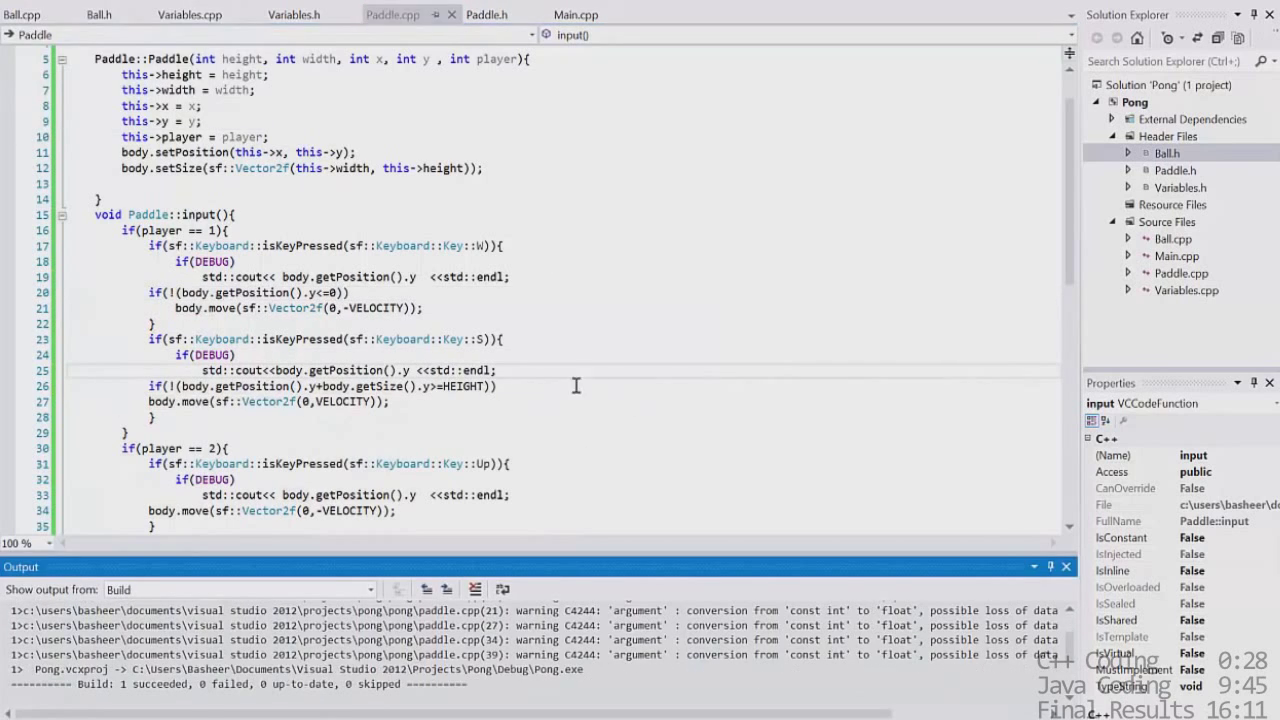 Ball.cpp Ball.h Variables.cpp Variables.h Paddle.cpp Paddle.h Main.cpp
Paddle input()
5 Paddle::Paddle(int height, int width, int x, int y , int player){
6 this->height = height;
7 this->width = width;
8 this->x = x;
9 this->y = y;
10 this->player = player;
11 body.setPosition(this->x, this->y);
12 body.setSize(sf::Vector2f(this->width, this->height));
13
14 }
15 void Paddle::input(){
16 if(player == 1){
17 if(sf::Keyboard::isKeyPressed(sf::Keyboard::Key::W)){
18 if(DEBUG)
19 std::cout<< body.getPosition().y  <<std::endl;
20 if(!(body.getPosition().y<=0))
21 body.move(sf::Vector2f(0,-VELOCITY));
22 }
23 if(sf::Keyboard::isKeyPressed(sf::Keyboard::Key::S)){
24 if(DEBUG)
25 std::cout<<body.getPosition().y <<std::endl;
26 if(!(body.getPosition().y+body.getSize().y>=HEIGHT))
27 body.move(sf::Vector2f(0,VELOCITY));
28 }
29 }
30 if(player == 2){
31 if(sf::Keyboard::isKeyPressed(sf::Keyboard::Key::Up)){
32 if(DEBUG)
33 std::cout<< body.getPosition().y  <<std::endl;
34 body.move(sf::Vector2f(0,-VELOCITY));
35 }
100 %
Output
Show output from: Build
1>c:\users\basheer\documents\visual studio 2012\projects\pong\pong\paddle.cpp(21): warning C4244: 'argument' : conversion from 'const int' to 'float', possible loss of data
1>c:\users\basheer\documents\visual studio 2012\projects\pong\pong\paddle.cpp(27): warning C4244: 'argument' : conversion from 'const int' to 'float', possible loss of data
1>c:\users\basheer\documents\visual studio 2012\projects\pong\pong\paddle.cpp(34): warning C4244: 'argument' : conversion from 'const int' to 'float', possible loss of data
1>c:\users\basheer\documents\visual studio 2012\projects\pong\pong\paddle.cpp(39): warning C4244: 'argument' : conversion from 'const int' to 'float', possible loss of data
1>  Pong.vcxproj -> C:\Users\Basheer\Documents\Visual Studio 2012\Projects\Pong\Debug\Pong.exe
========== Build: 1 succeeded, 0 failed, 0 up-to-date, 0 skipped ==========
Solution Explorer
Search Solution Explorer (Ctrl+;)
Solution 'Pong' (1 project)
Pong
External Dependencies
Header Files
Ball.h
Paddle.h
Variables.h
Resource Files
Source Files
Ball.cpp
Main.cpp
Paddle.cpp
Variables.cpp
Properties
input VCCodeFunction
C++
(Name) input
Access public
CanOverride False
File c:\users\basheer\do
FullName Paddle::input
IsConstant False
IsInjected False
IsInline False
IsOverloaded False
IsSealed False
IsShared False
IsTemplate False
IsVirtual False
MustImplement False
TypeString void
C++
C++ Coding 0:28
Java Coding 9:45
Final Results 16:11